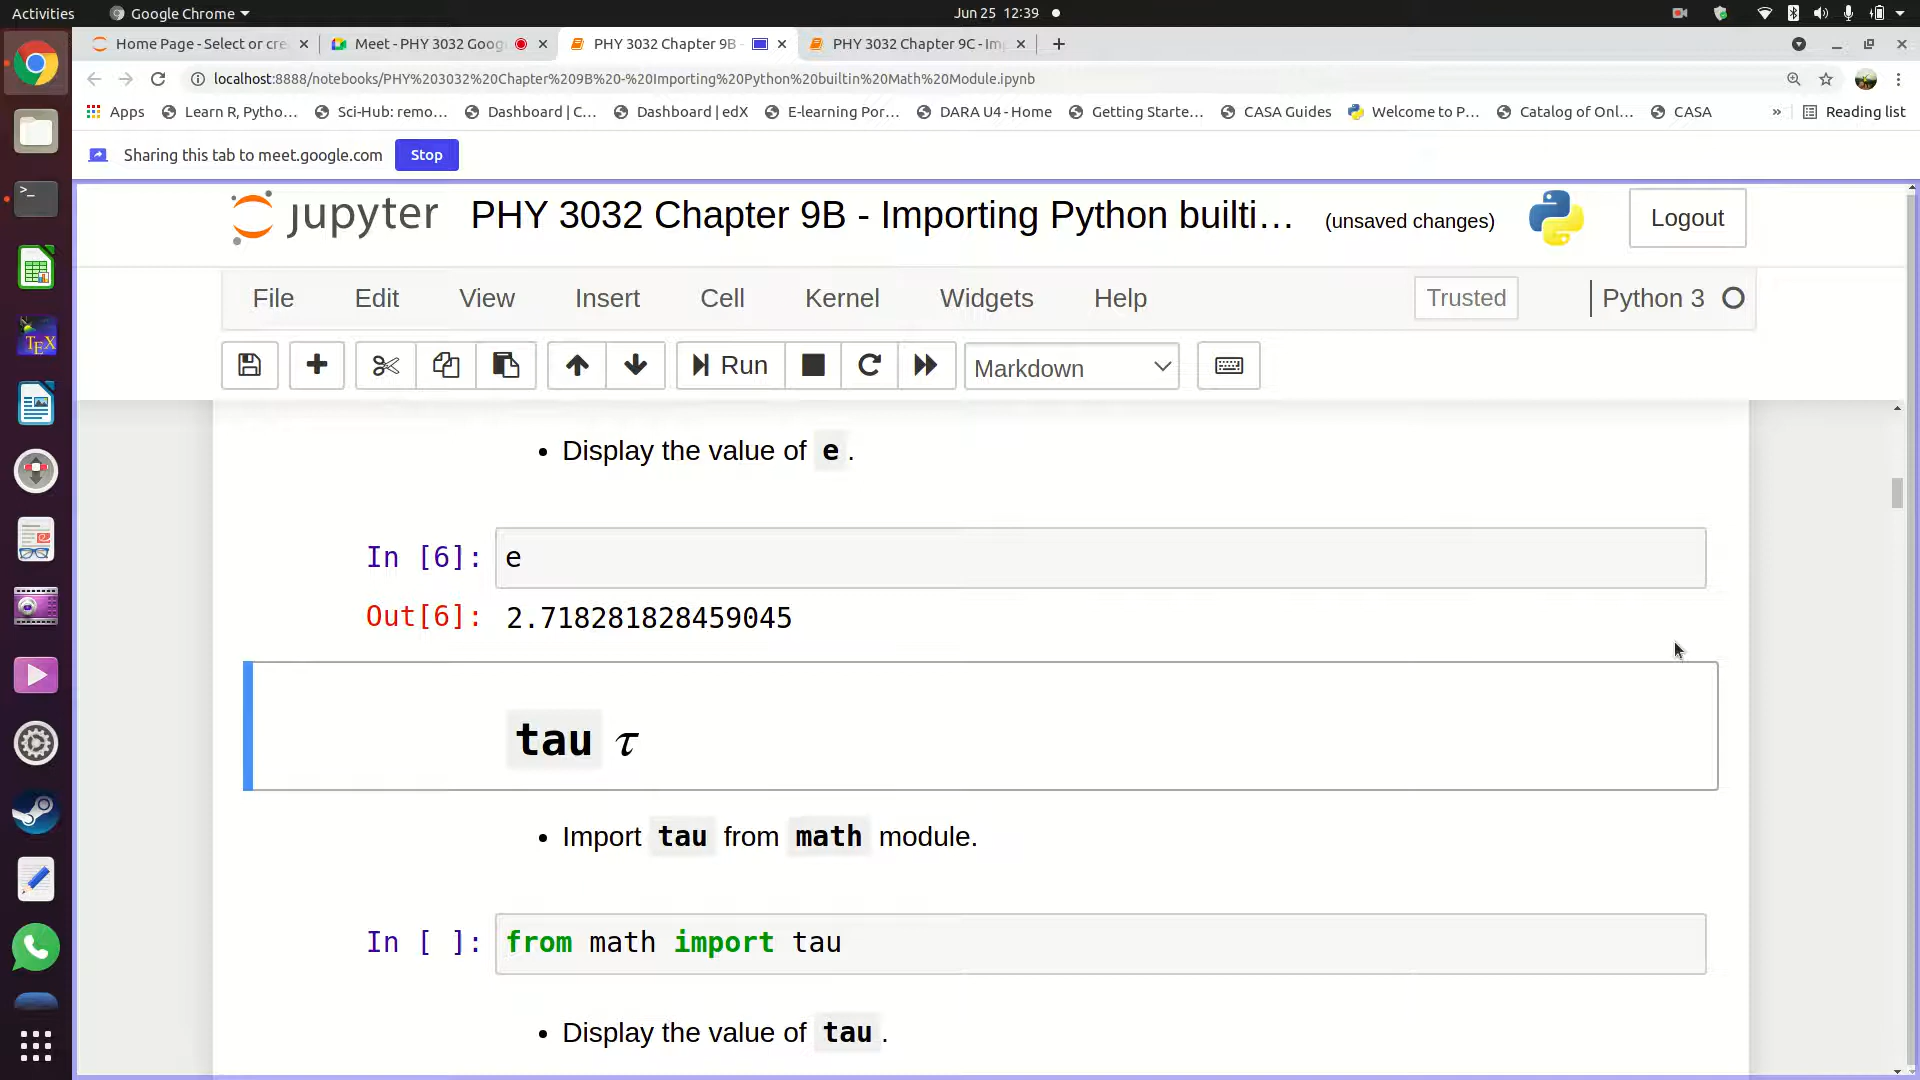 Activities Google Chrome Jun 25 12:39
Home Page - Select or cre Meet - PHY 3032 Goog PHY 3032 Chapter 9B - PHY 3032 Chapter 9C - Im
localhost:8888/notebooks/PHY%203032%20Chapter%209B%20-%20Importing%20Python%20builtin%20Math%20Module.ipynb
Apps Learn R, Pytho... Sci-Hub: remo... Dashboard | C... Dashboard | edX E-learning Por... DARA U4 - Home Getting Starte... CASA Guides Welcome to P... Catalog of Onl... CASA » Reading list
Sharing this tab to meet.google.com Stop
jupyter PHY 3032 Chapter 9B - Importing Python builti... (unsaved changes) Logout
File Edit View Insert Cell Kernel Widgets Help Trusted Python 3
Run Markdown
• Display the value of e.
In [6]: e
Out[6]: 2.718281828459045
tau τ
• Import tau from math module.
In [ ]: from math import tau
• Display the value of tau.